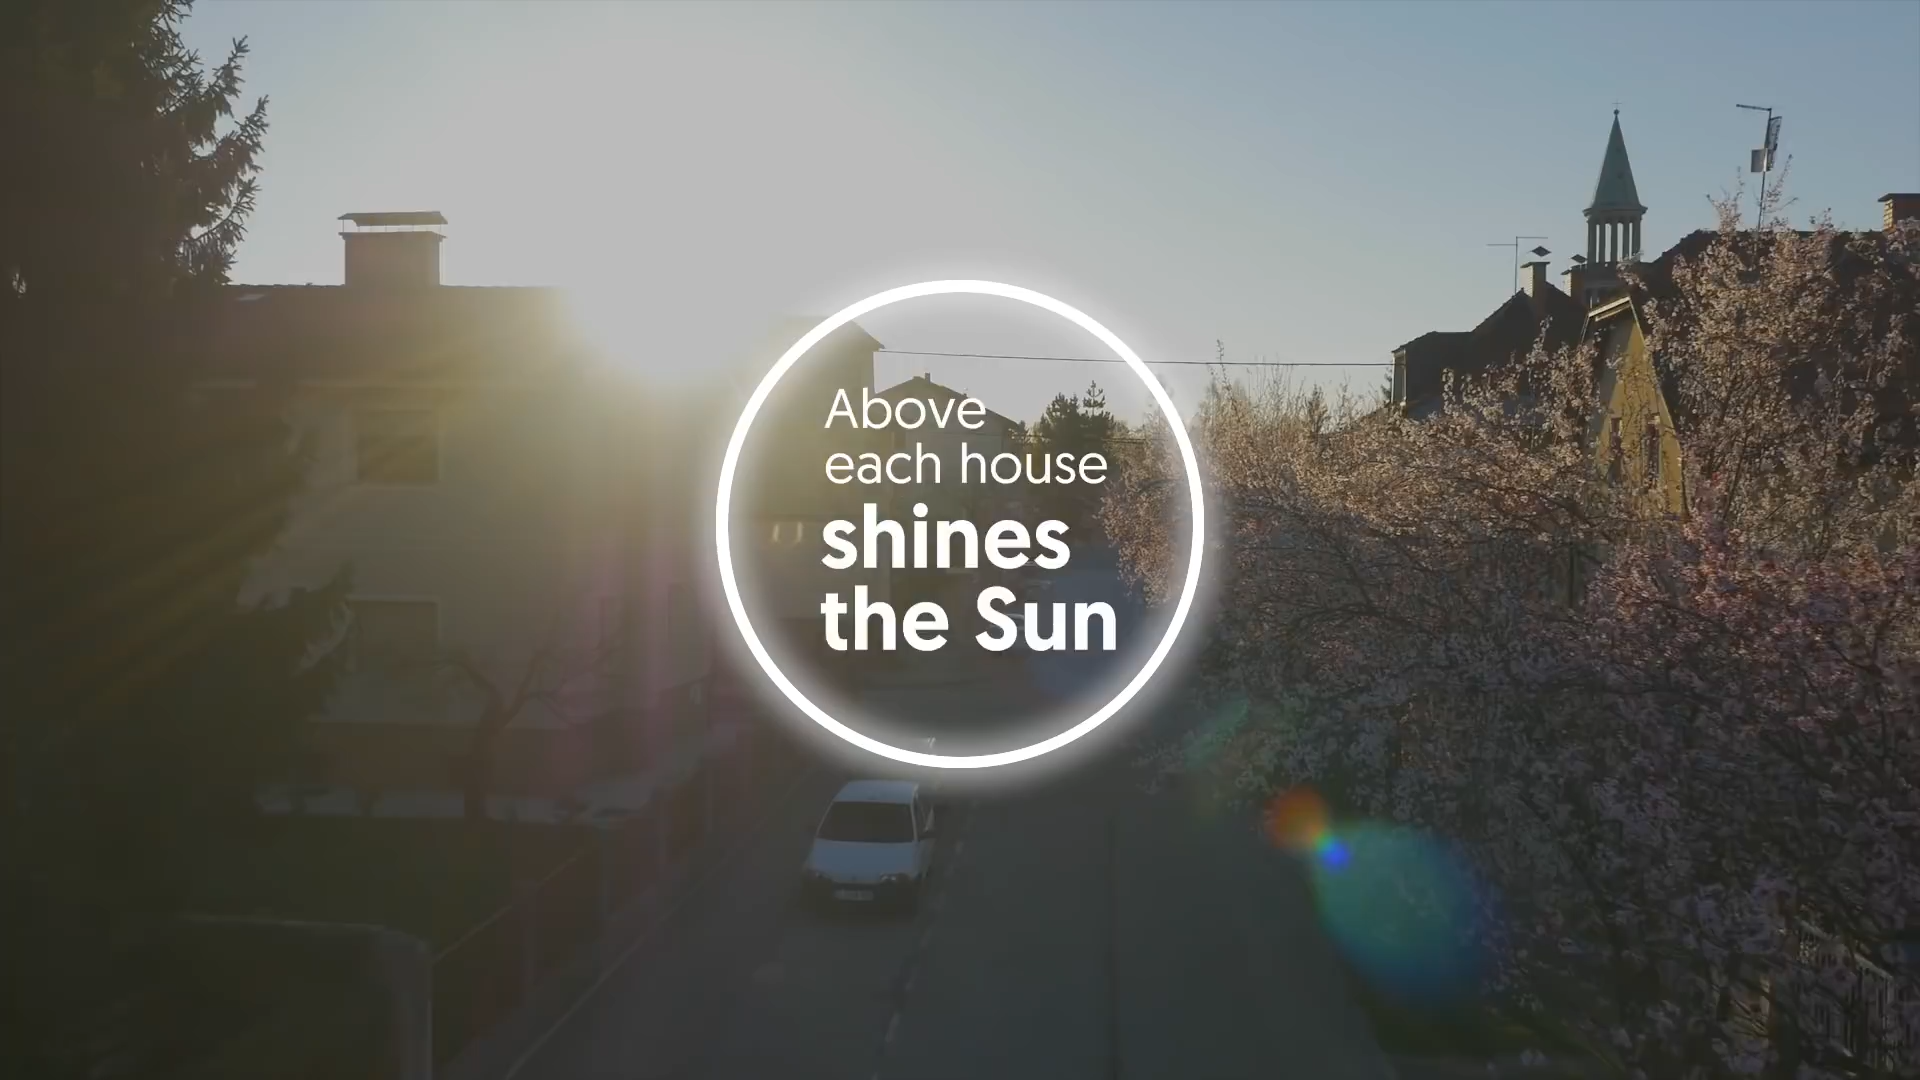 Above
each house
shines
the Sun